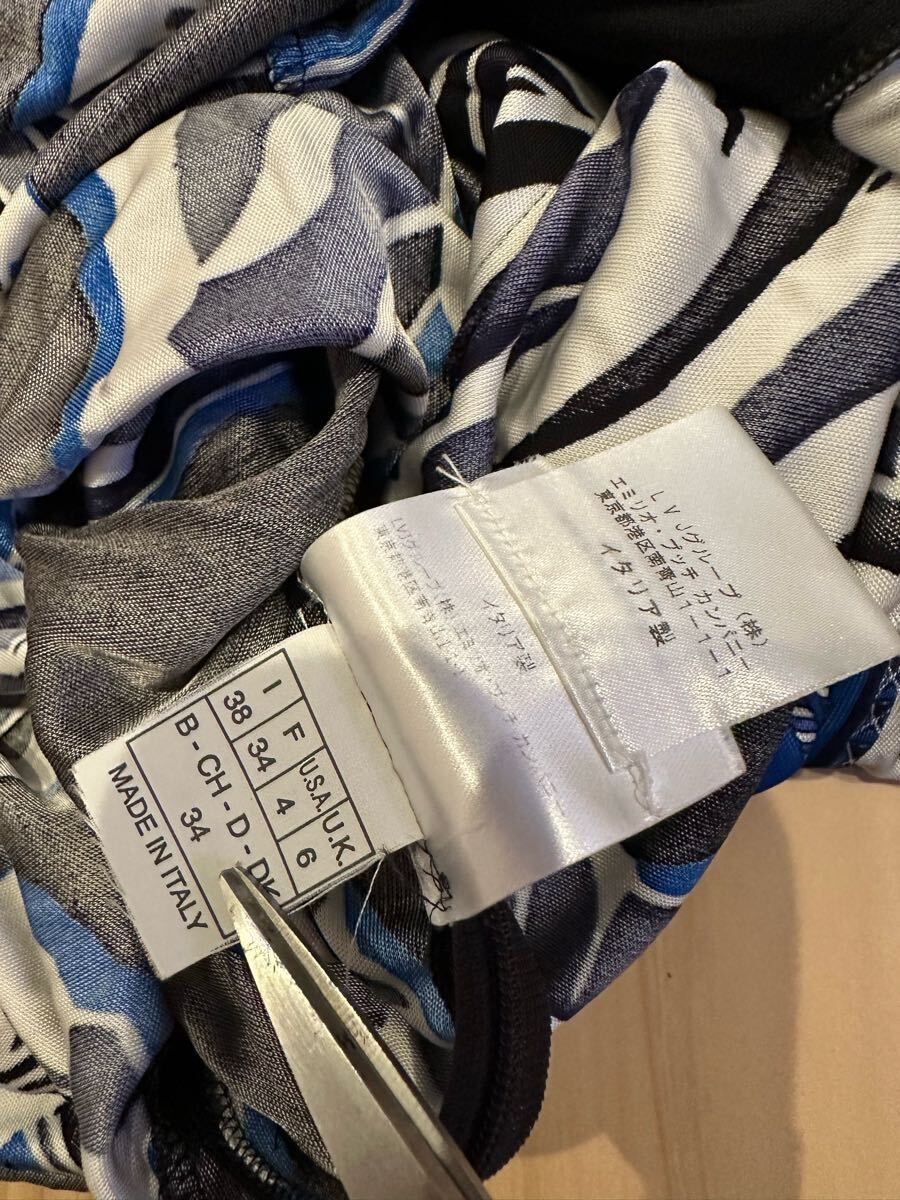 LVJグループ(株)
エミリオ・プッチ カンパニー
東京都港区南青山1-1-1
イタリア製
イタリア製
I F U.S.A. U.K.
38 34 4 6
B - CH - D - DK
34
MADE IN ITALY